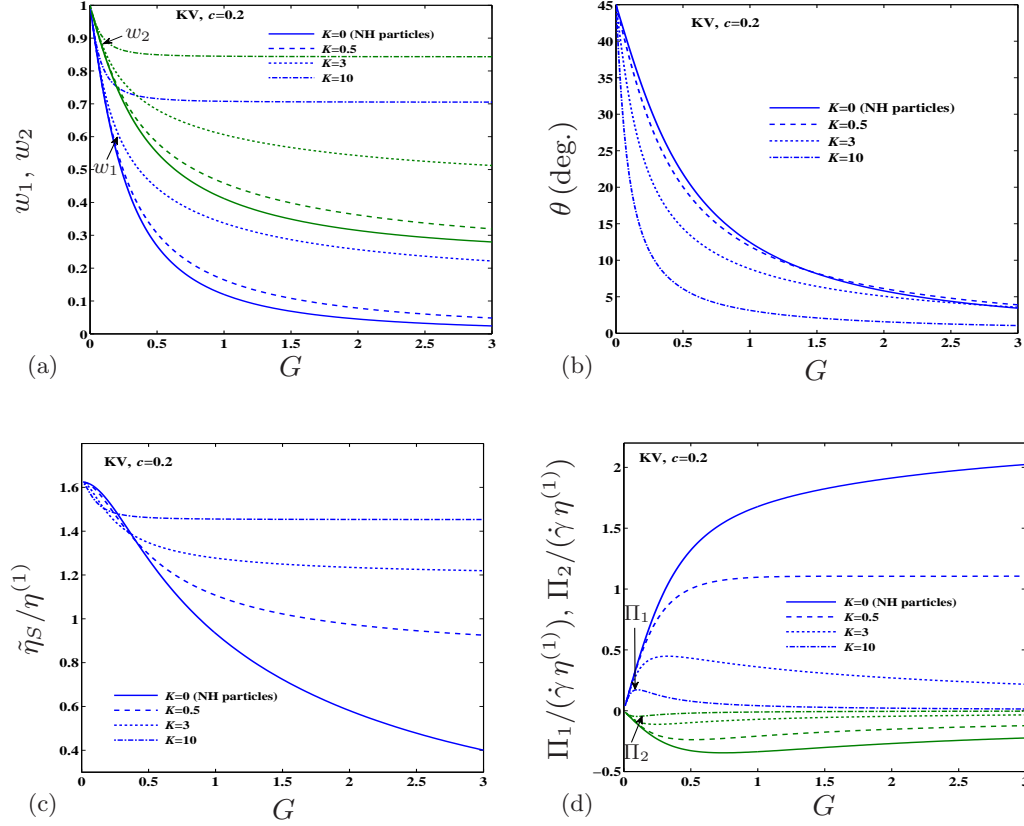 KV, c=0.2
w₂
w₁
K=0 (NH particles)
K=0.5
K=3
K=10
w₁, w₂
1
0.9
0.8
0.7
0.6
0.5
0.4
0.3
0.2
0.1
0
0 0.5 1 1.5 2 2.5 3
(a)
G
KV, c=0.2
K=0 (NH particles)
K=0.5
K=3
K=10
θ (deg.)
45
40
35
30
25
20
15
10
5
0
0 0.5 1 1.5 2 2.5 3
(b)
G
KV, c=0.2
K=0 (NH particles)
K=0.5
K=3
K=10
η̃_S/η⁽¹⁾
1.6
1.4
1.2
1
0.8
0.6
0.4
0 0.5 1 1.5 2 2.5 3
(c)
G
KV, c=0.2
Π₁
Π₂
K=0 (NH particles)
K=0.5
K=3
K=10
Π₁/(γ̇ η⁽¹⁾), Π₂/(γ̇ η⁽¹⁾)
2
1.5
1
0.5
0
−0.5
0 0.5 1 1.5 2 2.5 3
(d)
G